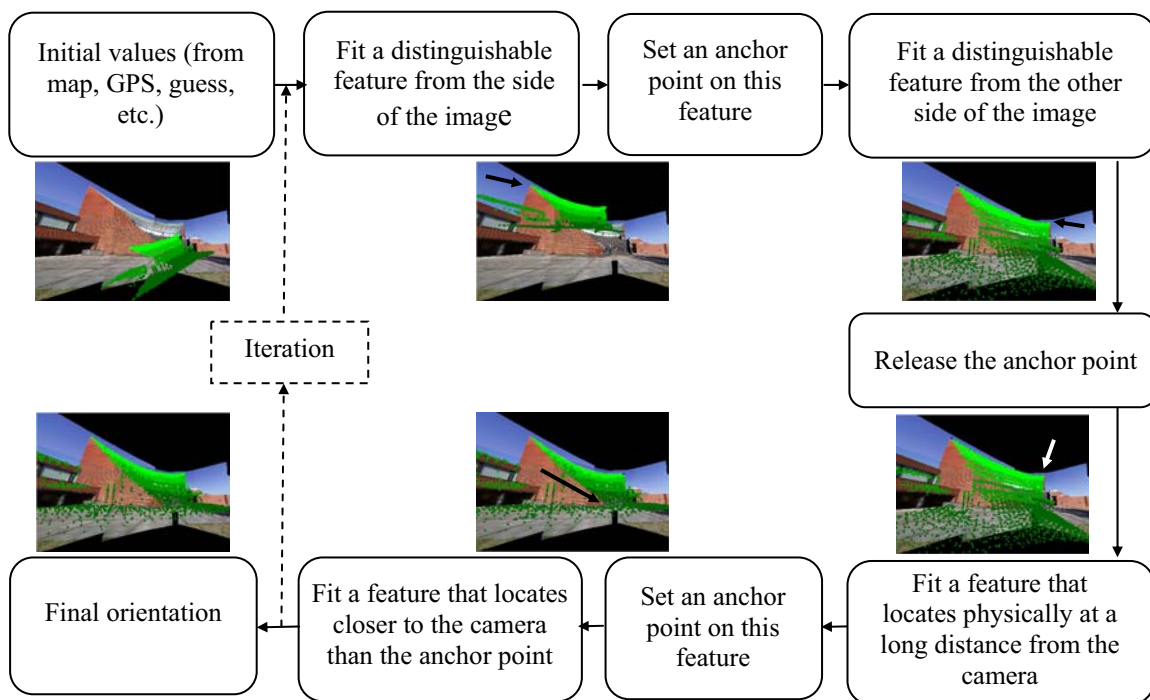 Initial values (from
map, GPS, guess,
etc.)
Fit a distinguishable
feature from the side
of the image
Set an anchor
point on this
feature
Fit a distinguishable
feature from the other
side of the image
Iteration
Release the anchor point
Final orientation
Fit a feature that locates
closer to the camera
than the anchor point
Set an anchor
point on this
feature
Fit a feature that
locates physically at a
long distance from the
camera